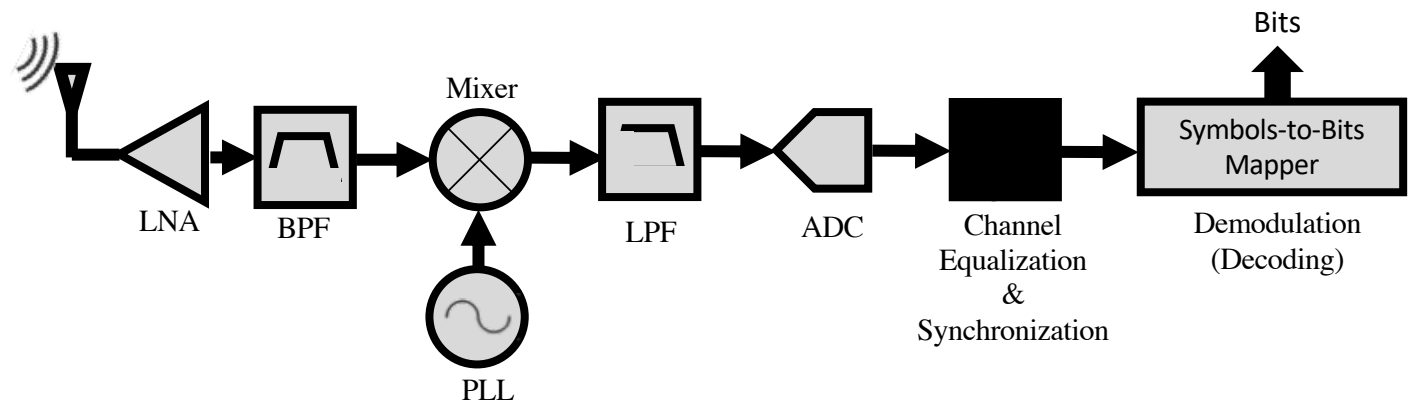 Bits
Mixer
Symbols-to-Bits
Mapper
LNA
BPF
LPF
ADC
Channel
Equalization
&
Synchronization
Demodulation
(Decoding)
PLL